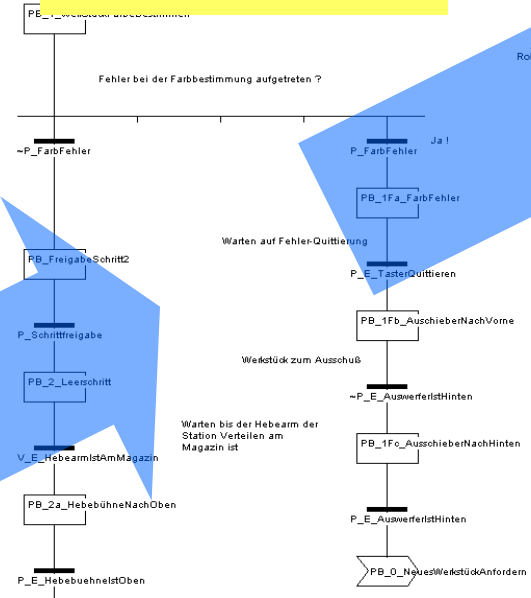 PB_1_WerkstückFarbeBestimmen
Ro
Fehler bei der Farbbestimmung aufgetreten ?
Ja !
~P_FarbFehler
P_FarbFehler
PB_1Fa_FarbFehler
Warten auf Fehler-Quittierung
PB_FreigabeSchritt2
P_E_TasterQuittieren
PB_1Fb_AuschieberNachVorne
P_Schrittfreigabe
Werkstück zum Ausschuß
PB_2_Leerschritt
~P_E_AuswerferIstHinten
Warten bis der Hebearm der
Station Verteilen am
Magazin ist
PB_1Fc_AusschieberNachHinten
V_E_HebearmIstAmMagazin
PB_2a_HebebühneNachOben
P_E_AuswerferIstHinten
PB_0_NeuesWerkstückAnfordern
P_E_HebebuehneIstOben